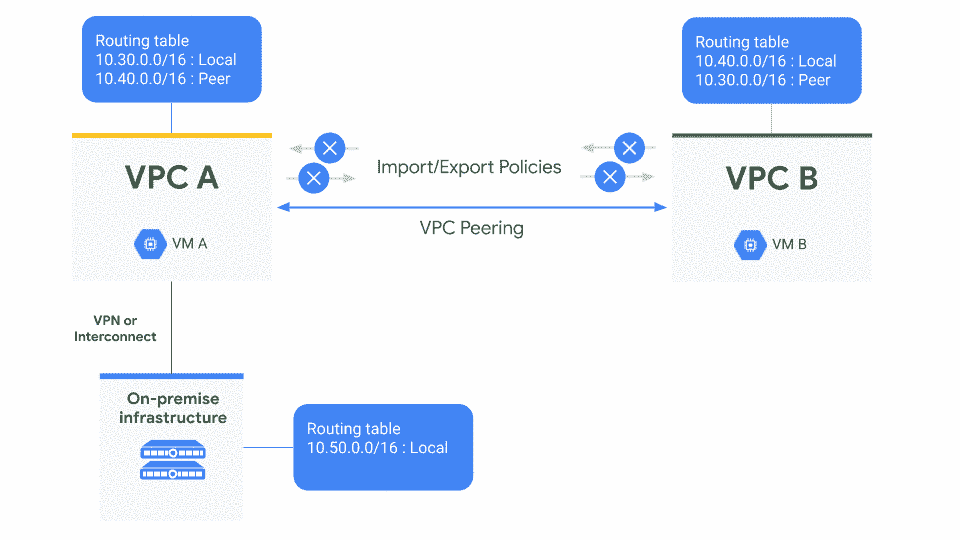 Routing table
10.30.0.0/16 : Local
10.40.0.0/16 : Peer
Routing table
10.40.0.0/16 : Local
10.30.0.0/16 : Peer
VPC A
VM A
Import/Export Policies
VPC Peering
VPC B
VM B
VPN or
Interconnect
On-premise
infrastructure
Routing table
10.50.0.0/16 : Local